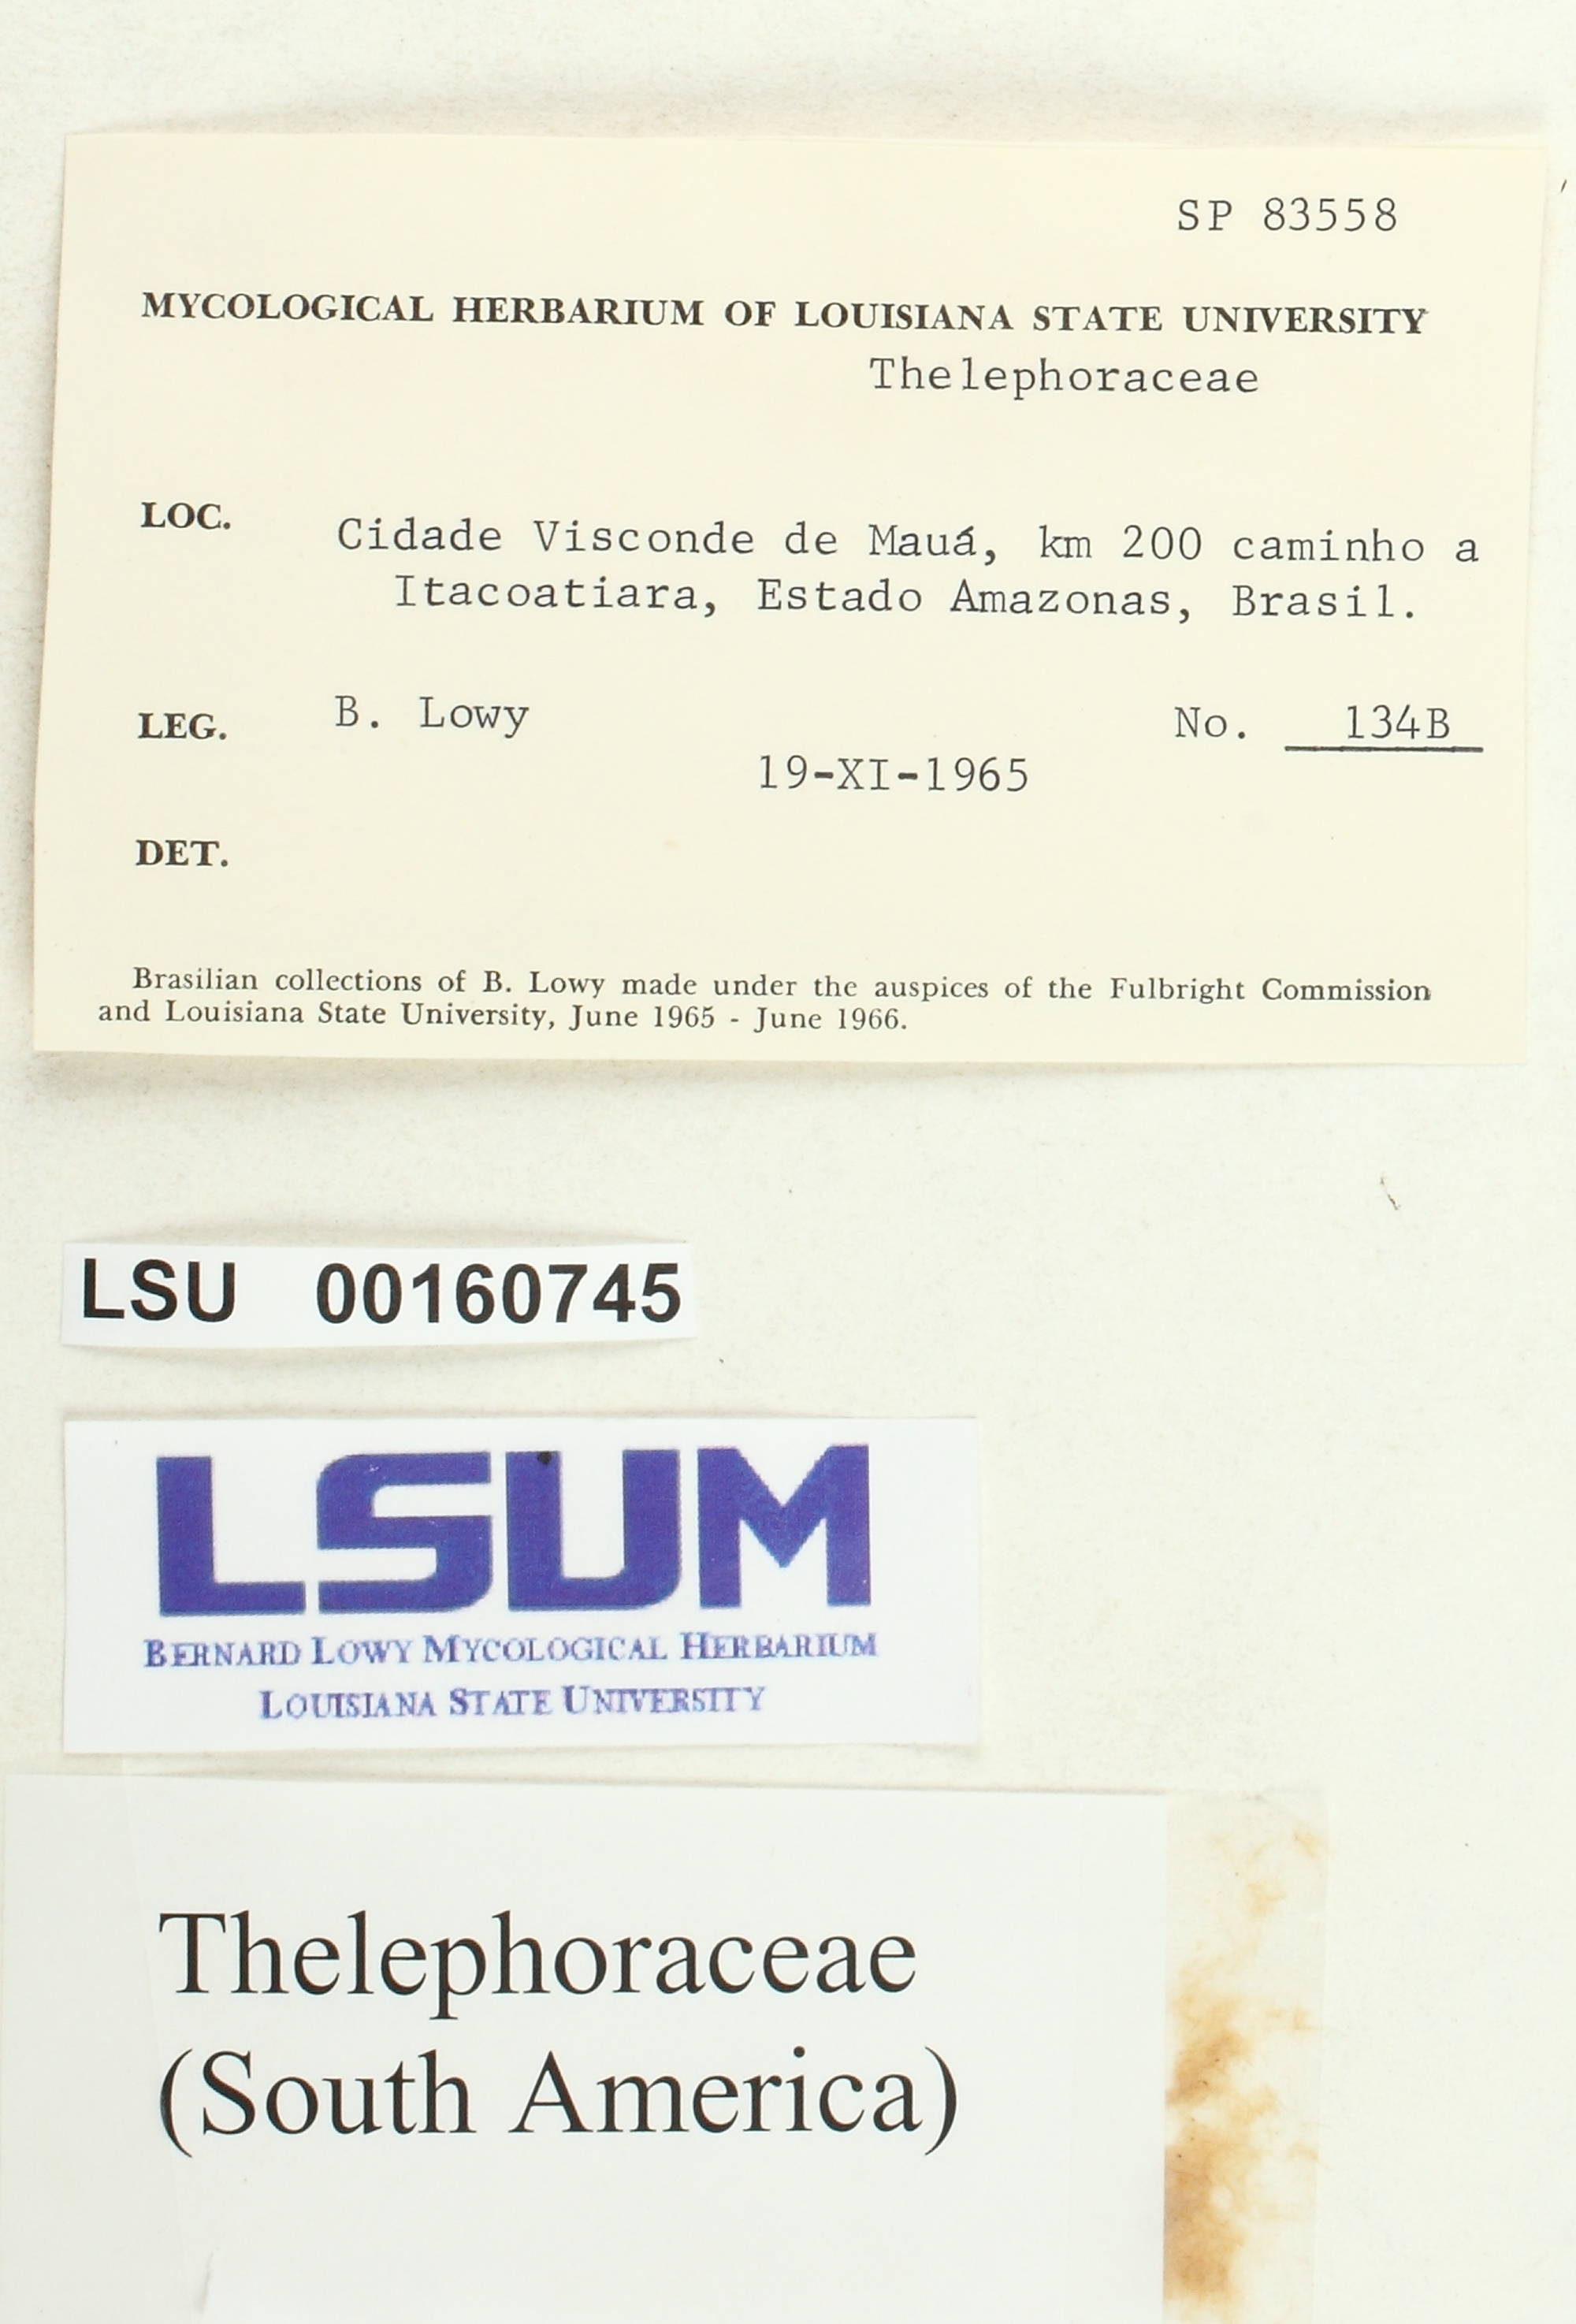 SP 83558
MYCOLOGICAL HERBARIUM OF LOUISIANA STATE UNIVERSITY
Thelephoraceae
LOC. Cidade Visconde de Mauá, km 200 caminho a
Itacoatiara, Estado Amazonas, Brasil.
LEG. B. Lowy No. 134B
19-XI-1965
DET.
Brasilian collections of B. Lowy made under the auspices of the Fulbright Commission
and Louisiana State University, June 1965 - June 1966.
LSU 00160745
LSUM
BERNARD LOWY MYCOLOGICAL HERBARIUM
LOUISIANA STATE UNIVERSITY
Thelephoraceae
(South America)